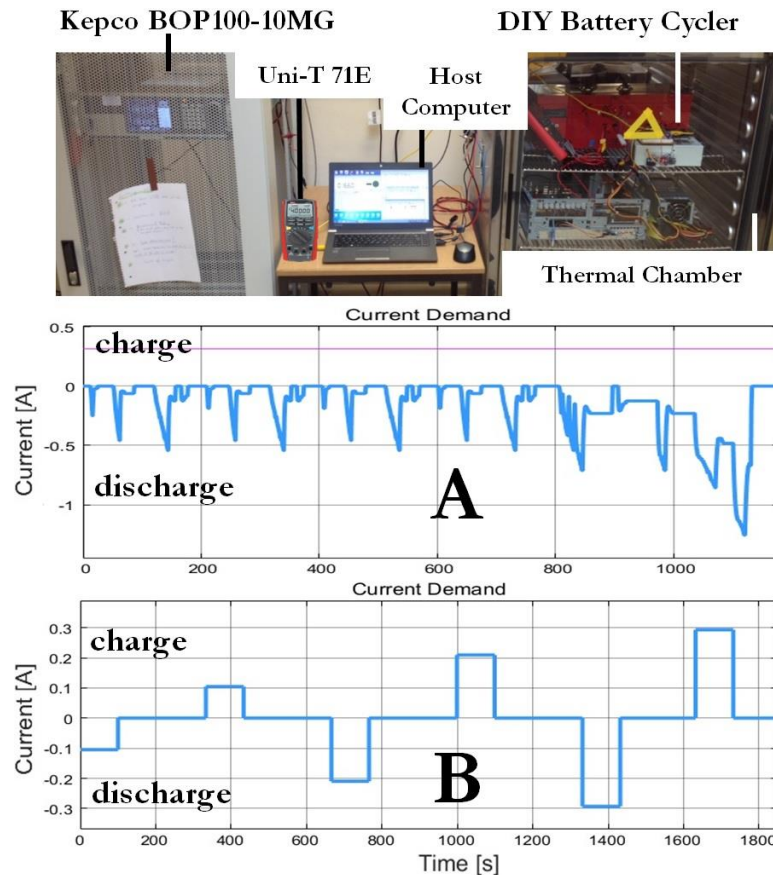 Kepco BOP100-10MG
DIY Battery Cycler
Uni-T 71E
Host
Computer
Thermal Chamber
Current Demand
0.5
charge
0
Current [A]
-0.5
discharge
A
-1
0 200 400 600 800 1000
Current Demand
0.3
charge
0.2
0.1
0
Current [A]
-0.1
-0.2
discharge
B
-0.3
0 200 400 600 800 1000 1200 1400 1600 1800
Time [s]